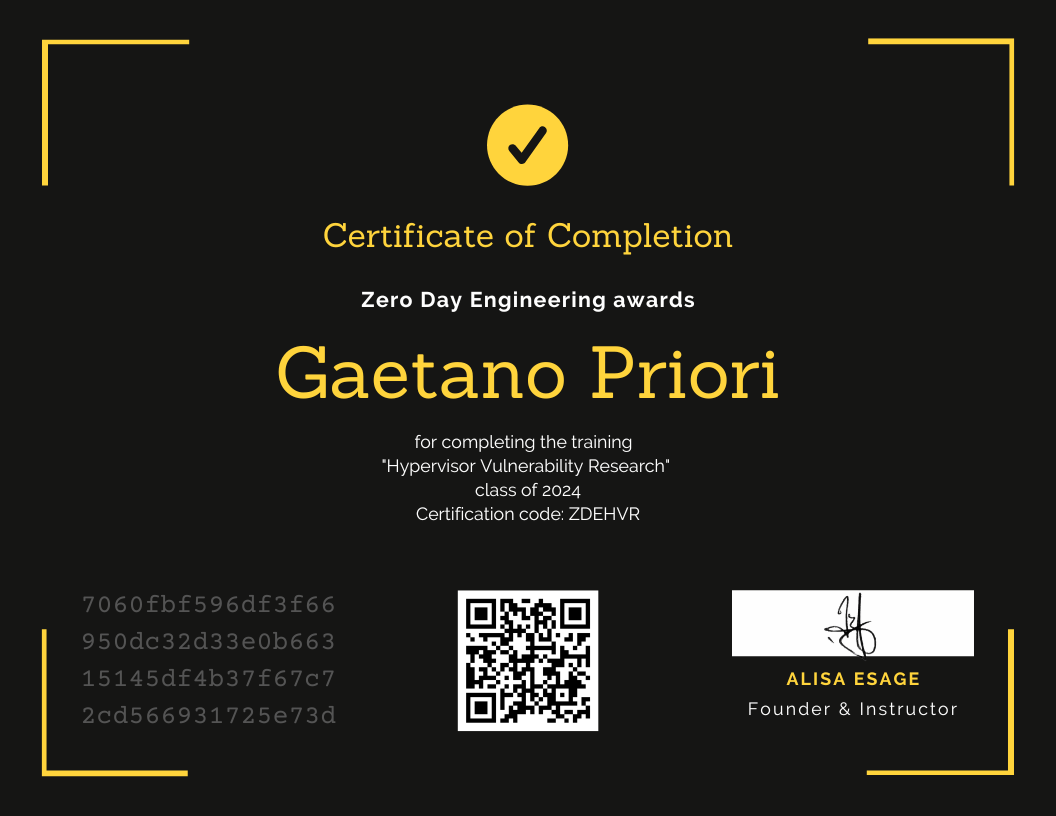 Certificate of Completion
Zero Day Engineering awards
Gaetano Priori
for completing the training
"Hypervisor Vulnerability Research"
class of 2024
Certification code: ZDEHVR
7060fbf596df3f66
950dc32d33e0b663
15145df4b37f67c7
2cd566931725e73d
ALISA ESAGE
Founder & Instructor